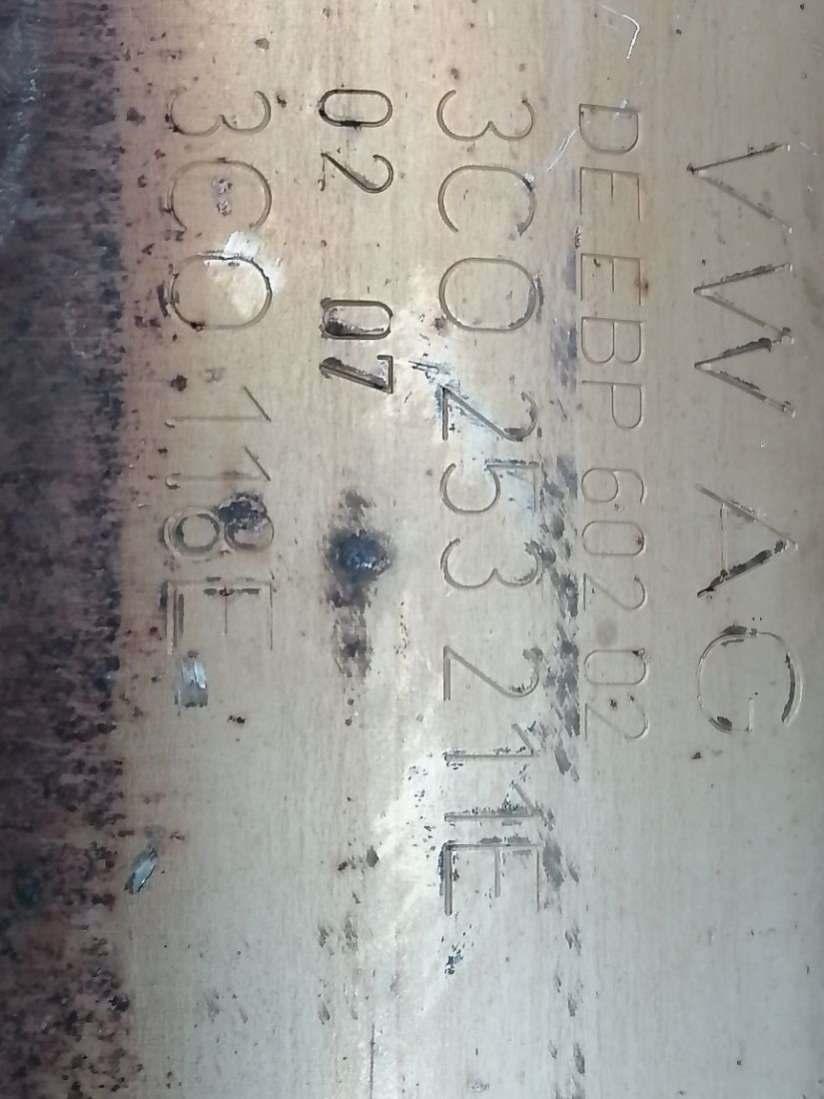 VW AG
DEEBP 602.02
3C0 253 211E
02 07
3C0.118E